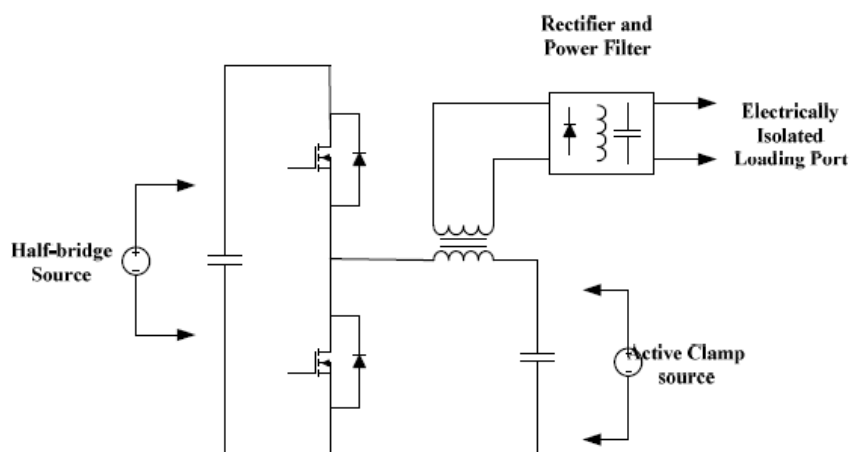 Rectifier and
Power Filter
Electrically
Isolated
Loading Port
Half-bridge
Source
Active Clamp
source